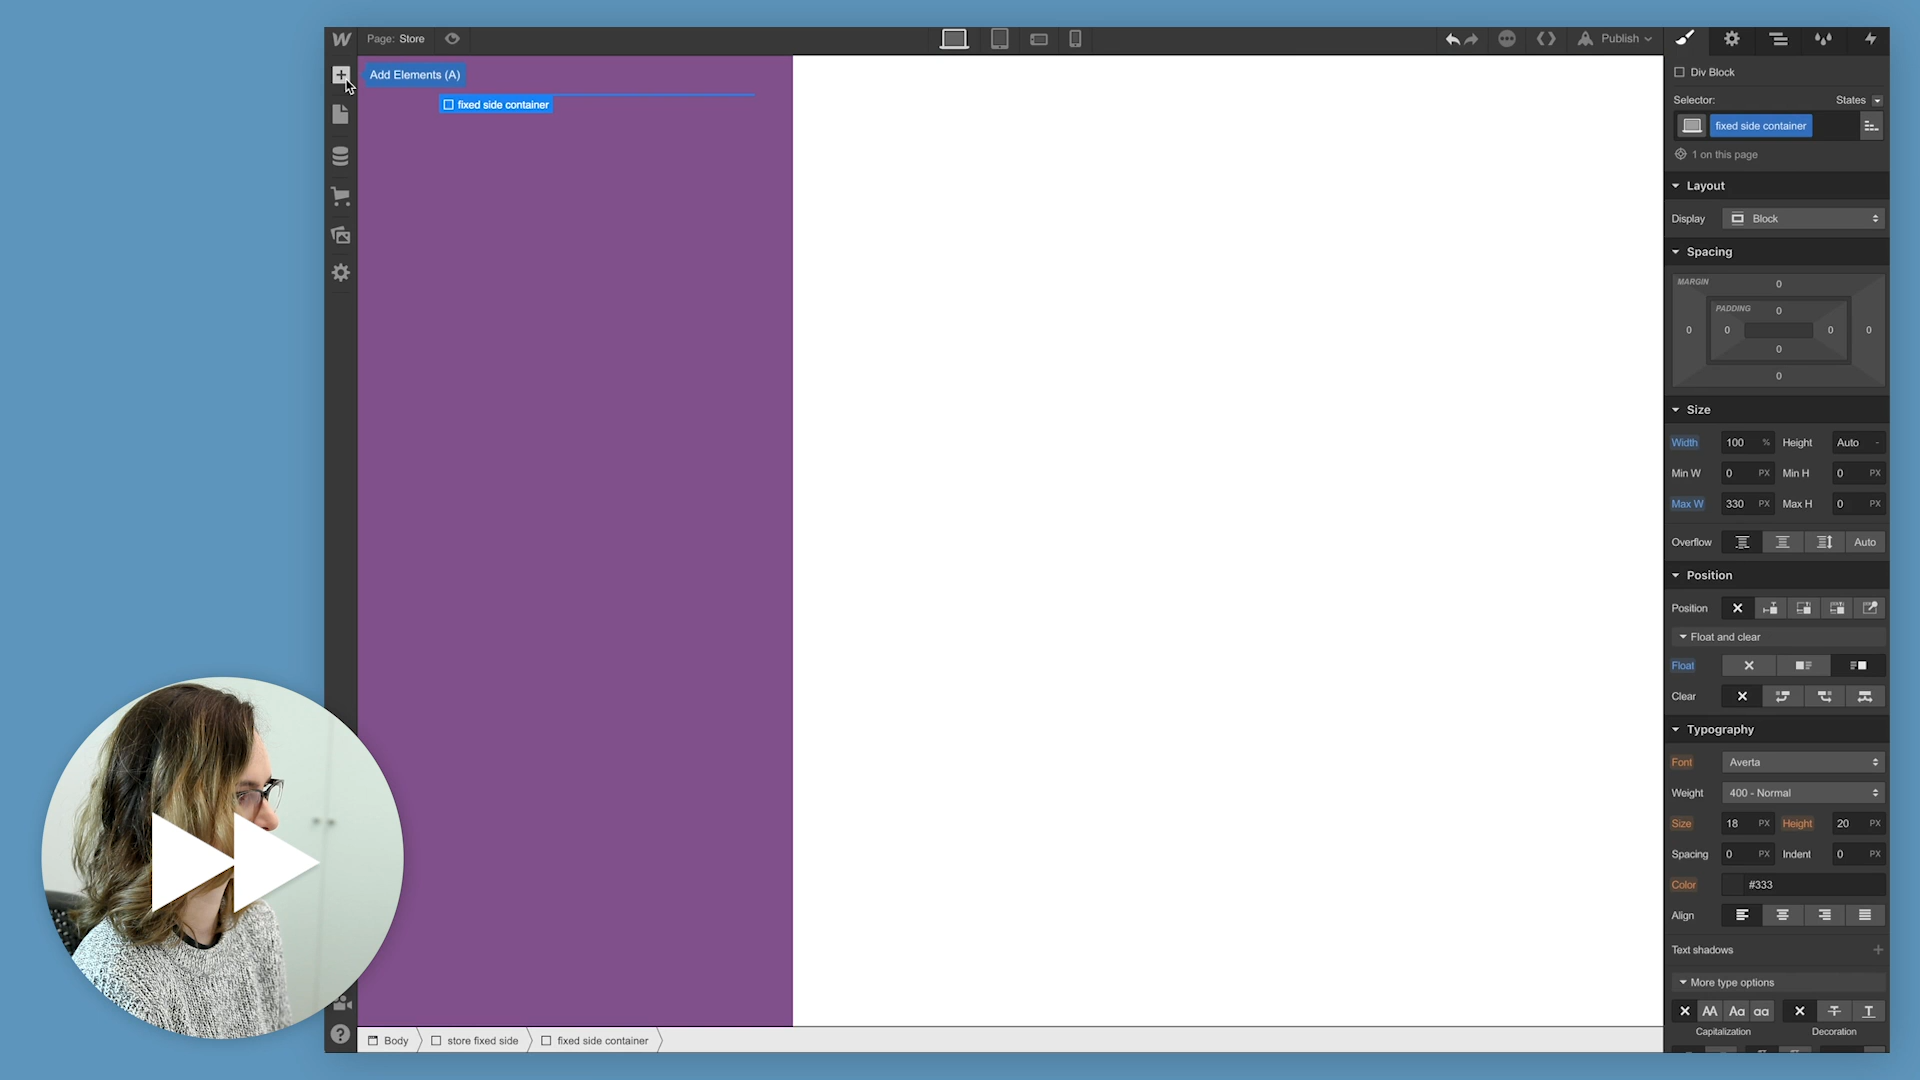 Page: Store
Publish
Add Elements (A)
fixed side container
Div Block
Selector:
States
fixed side container
1 on this page
Layout
Display
Block
Spacing
MARGIN
0
PADDING
0
0
0
0
0
0
0
Size
Width 100 % Height Auto -
Min W 0 PX Min H 0 PX
Max W 330 PX Max H 0 PX
Overflow Auto
Position
Position
Float and clear
Float
Clear
Typography
Font Averta
Weight 400 - Normal
Size 18 PX Height 20 PX
Spacing 0 PX Indent 0 PX
Color #333
Align
Text shadows
More type options
AA Aa aa
Capitalization Decoration
Body store fixed side fixed side container